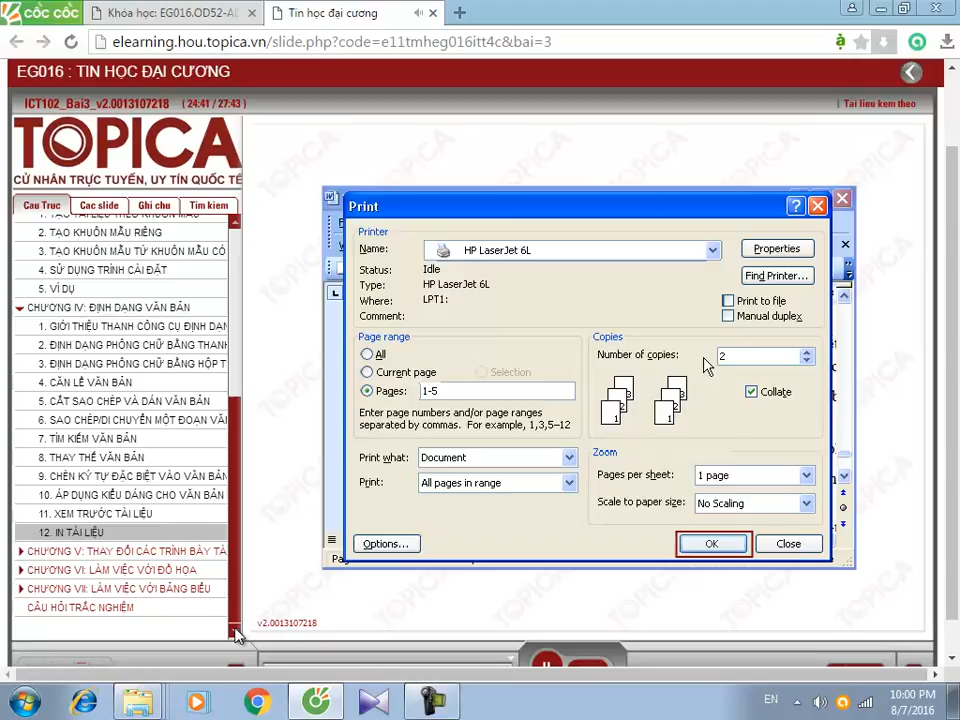 cốc cốc
Khóa học: EG016.OD52-AD
Tin học đại cương
elearning.hou.topica.vn/slide.php?code=e11tmheg016itt4c&bai=3
EG016 : TIN HỌC ĐẠI CƯƠNG
ICT102_Bai3_v2.0013107218 ( 24:41 / 27:43 )
Tai lieu kem theo
TOPICA
CỬ NHÂN TRỰC TUYẾN, UY TÍN QUỐC TẾ
Cau Truc
Cac slide
Ghi chu
Tim kiem
1. TẠO TÀI LIỆU THEO KHUÔN MẪU
2. TẠO KHUÔN MẪU RIÊNG
3. TẠO KHUÔN MẪU TỪ KHUÔN MẪU CÓ
4. SỬ DỤNG TRÌNH CÀI ĐẶT
5. VÍ DỤ
CHƯƠNG IV: ĐỊNH DẠNG VĂN BẢN
1. GIỚI THIỆU THANH CÔNG CỤ ĐỊNH DẠN
2. ĐỊNH DẠNG PHÔNG CHỮ BẰNG THANH
3. ĐỊNH DẠNG PHÔNG CHỮ BẰNG HỘP T
4. CĂN LỀ VĂN BẢN
5. CẮT SAO CHÉP VÀ DÁN VĂN BẢN
6. SAO CHÉP/DI CHUYỂN MỘT ĐOẠN VĂN
7. TÌM KIẾM VĂN BẢN
8. THAY THẾ VĂN BẢN
9. CHÈN KÝ TỰ ĐẶC BIỆT VÀO VĂN BẢN
10. ÁP DỤNG KIỂU DÁNG CHO VĂN BẢN
11. XEM TRƯỚC TÀI LIỆU
12. IN TÀI LIỆU
CHƯƠNG V: THAY ĐỔI CÁC TRÌNH BÀY TÀ
CHƯƠNG VI: LÀM VIỆC VỚI ĐỒ HỌA
CHƯƠNG VII: LÀM VIỆC VỚI BẢNG BIỂU
CÂU HỎI TRẮC NGHIỆM
Print
Printer
Name:
HP LaserJet 6L
Properties
Status:
Idle
Find Printer...
Type:
HP LaserJet 6L
Where:
LPT1:
Print to file
Comment:
Manual duplex
Page range
All
Current page
Selection
Pages:
1-5
Enter page numbers and/or page ranges
separated by commas. For example, 1,3,5–12
Copies
Number of copies:
2
Collate
Print what:
Document
Print:
All pages in range
Zoom
Pages per sheet:
1 page
Scale to paper size:
No Scaling
Options...
OK
Close
v2.0013107218
EN
10:00 PM
8/7/2016